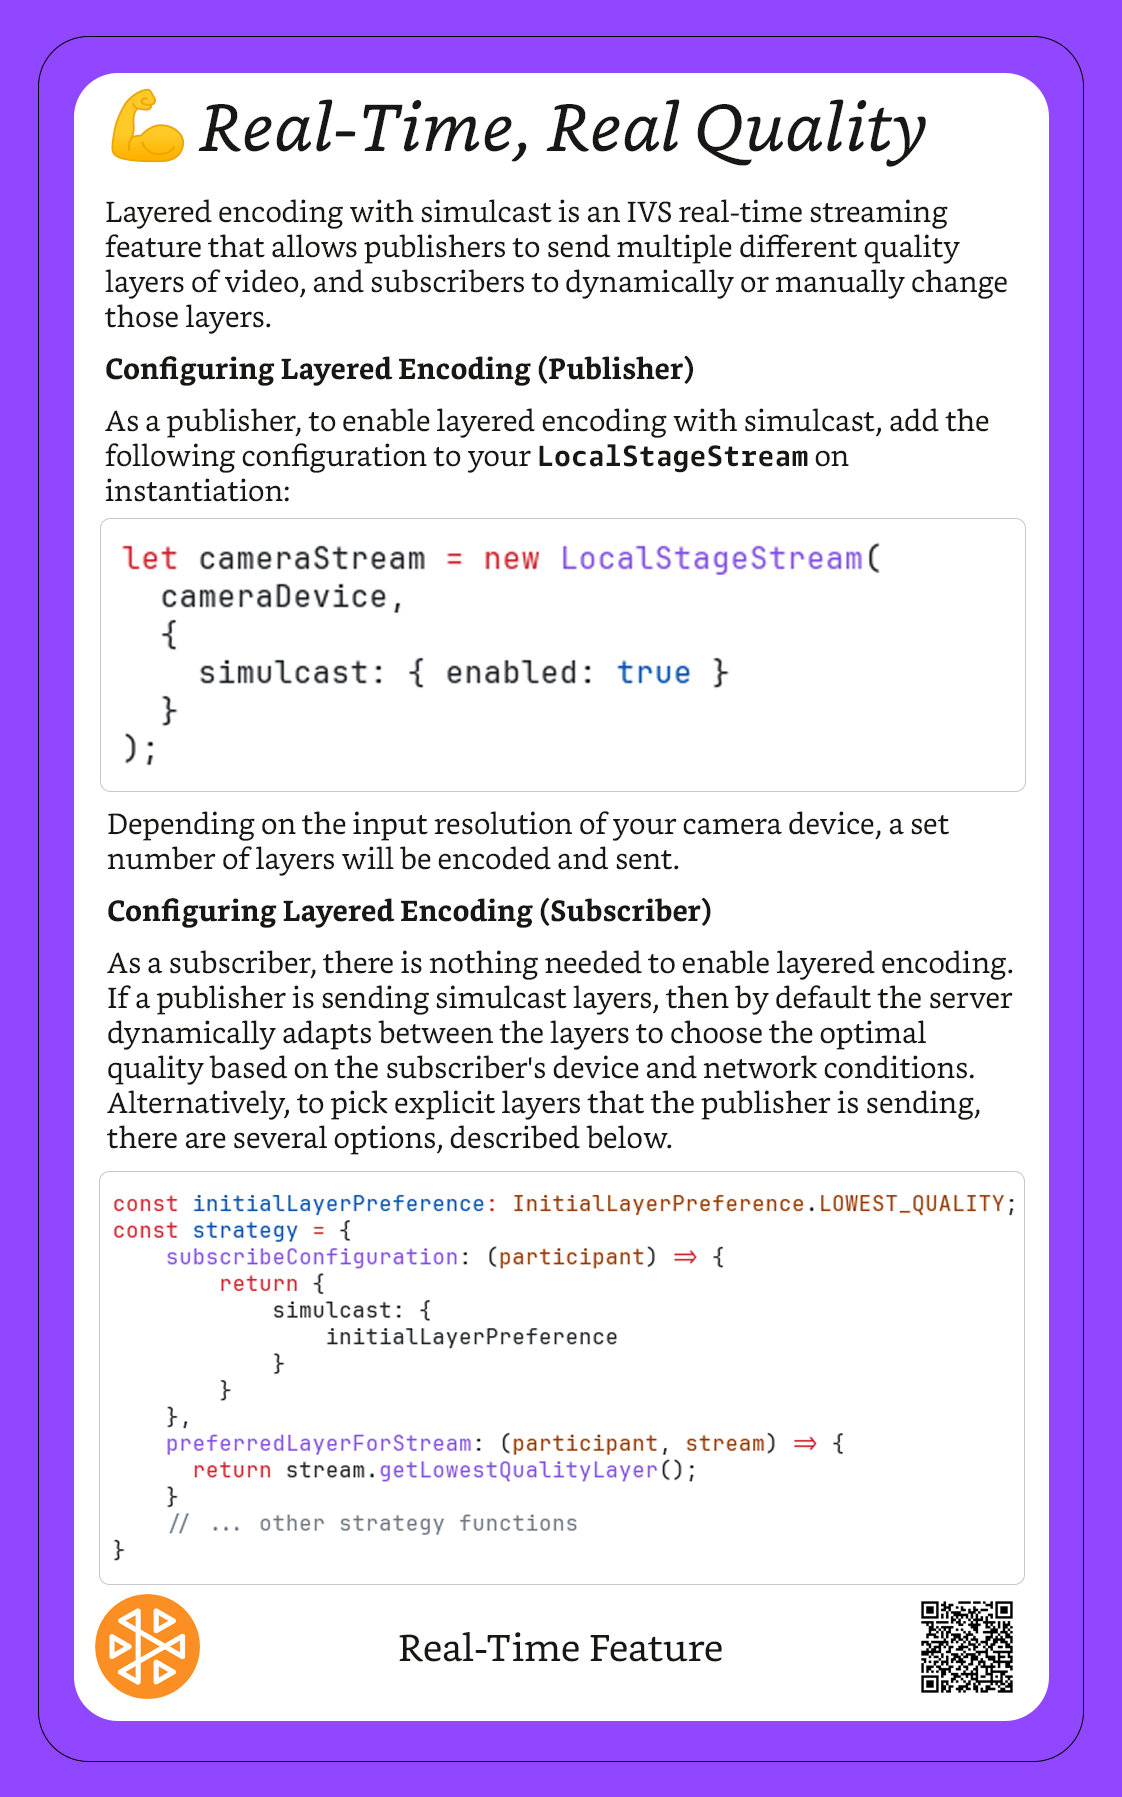 Real-Time, Real Quality
Layered encoding with simulcast is an IVS real-time streaming
feature that allows publishers to send multiple different quality
layers of video, and subscribers to dynamically or manually change
those layers.
Configuring Layered Encoding (Publisher)
As a publisher, to enable layered encoding with simulcast, add the
following configuration to your LocalStageStream on
instantiation:
let cameraStream = new LocalStageStream(
  cameraDevice,
  {
    simulcast: { enabled: true }
  }
);
Depending on the input resolution of your camera device, a set
number of layers will be encoded and sent.
Configuring Layered Encoding (Subscriber)
As a subscriber, there is nothing needed to enable layered encoding.
If a publisher is sending simulcast layers, then by default the server
dynamically adapts between the layers to choose the optimal
quality based on the subscriber's device and network conditions.
Alternatively, to pick explicit layers that the publisher is sending,
there are several options, described below.
const initialLayerPreference: InitialLayerPreference.LOWEST_QUALITY;
const strategy = {
    subscribeConfiguration: (participant) => {
        return {
            simulcast: {
                initialLayerPreference
            }
        }
    },
    preferredLayerForStream: (participant, stream) => {
      return stream.getLowestQualityLayer();
    }
    // ... other strategy functions
}
Real-Time Feature